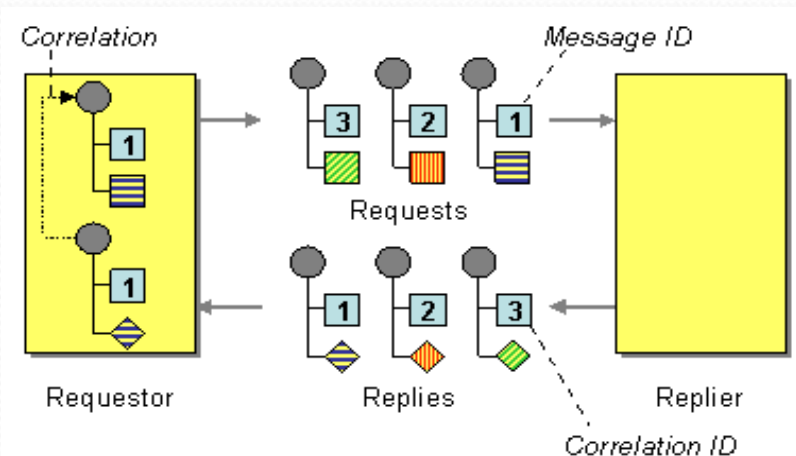 Correlation
Message ID
3 2 1
1
Requests
1
1 2 3
Requestor
Replies
Replier
Correlation ID